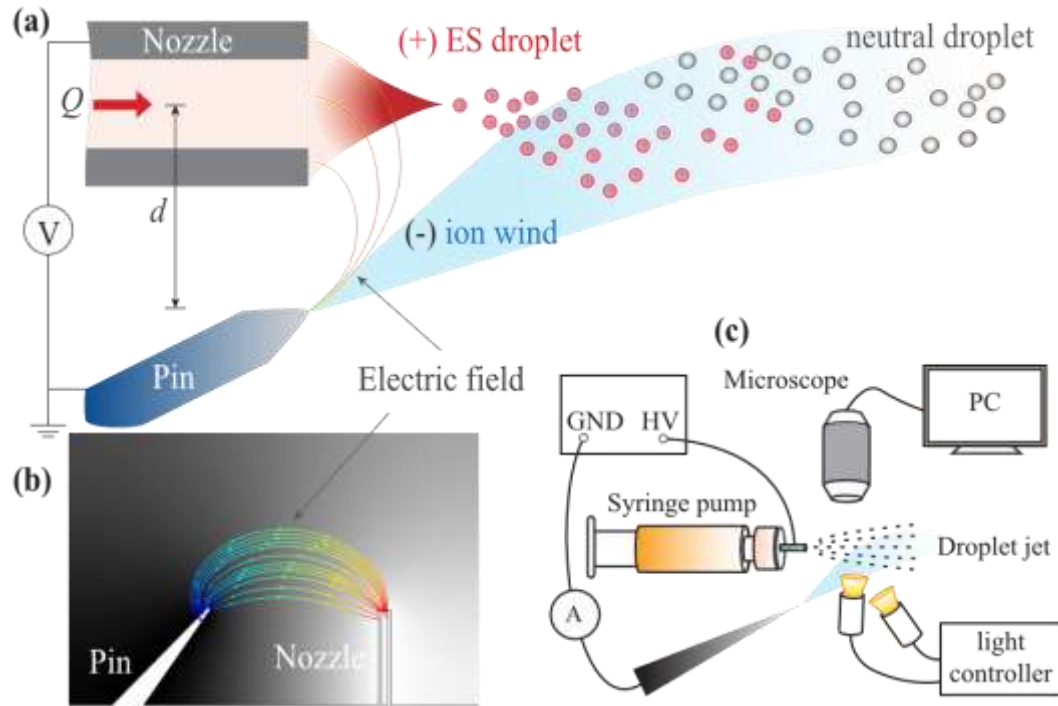 (a)
Nozzle
(+) ES droplet
neutral droplet
Q
d
V
(-) ion wind
Pin
Electric field
(b)
Pin
Nozzle
(c)
Microscope
PC
GND HV
Syringe pump
Droplet jet
A
light
controller